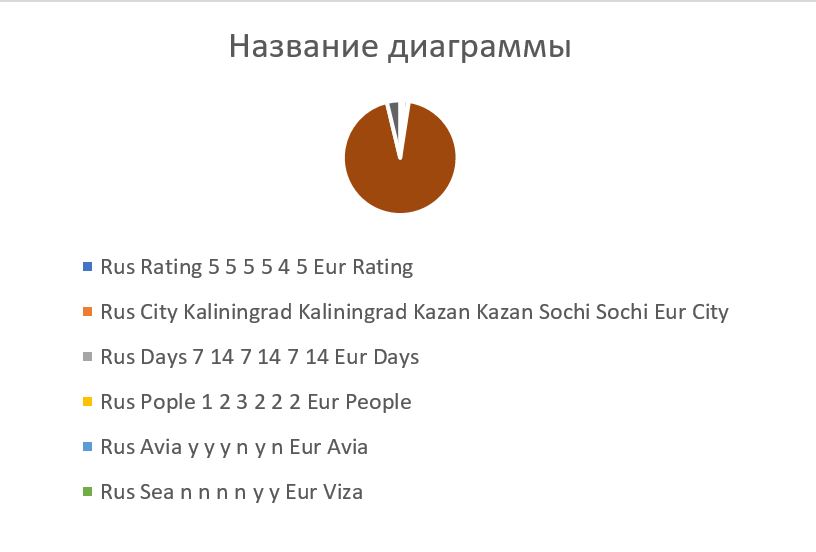 Название диаграммы
Rus Rating 5 5 5 5 4 5 Eur Rating
Rus City Kaliningrad Kaliningrad Kazan Kazan Sochi Sochi Eur City
Rus Days 7 14 7 14 7 14 Eur Days
Rus Pople 1 2 3 2 2 2 Eur People
Rus Avia y y y n y n Eur Avia
Rus Sea n n n n y y Eur Viza